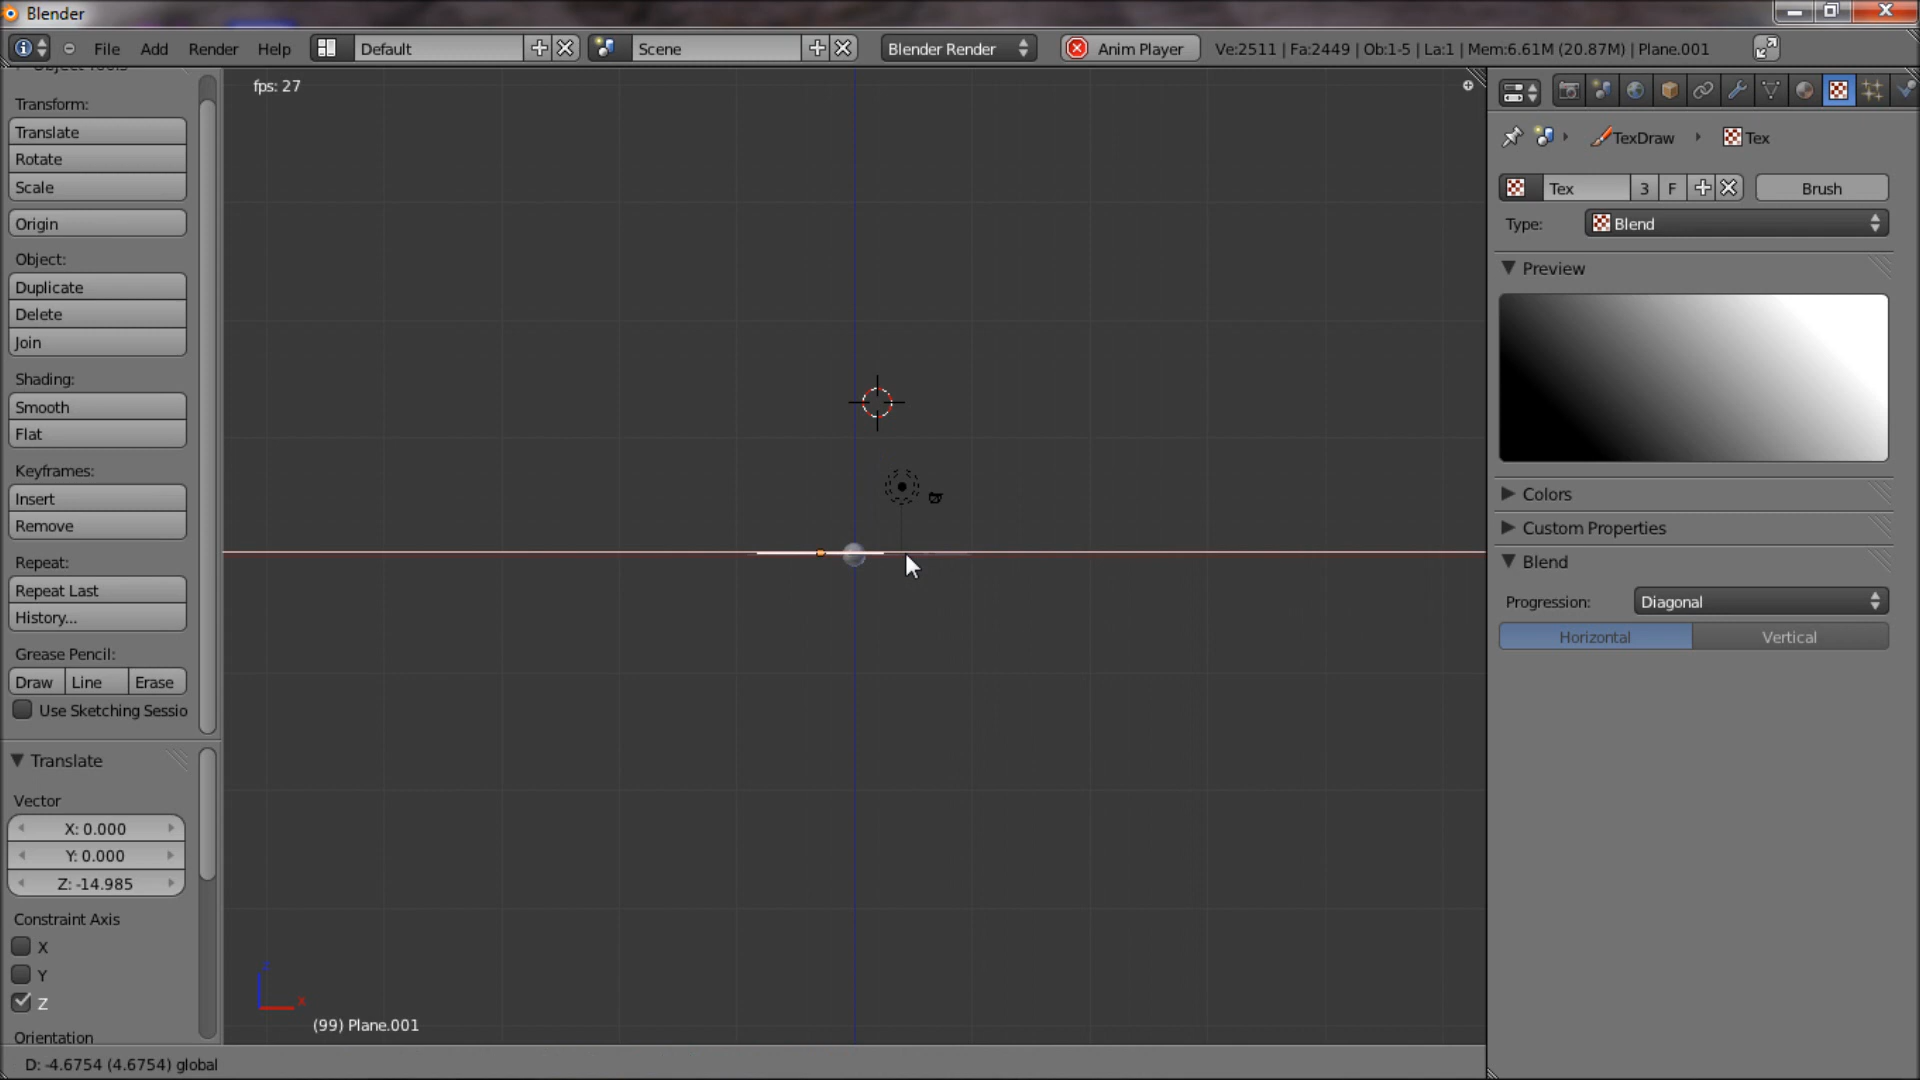 Blender
File Add Render Help Default Scene Blender Render Anim Player Ve:2511 | Fa:2449 | Ob:1-5 | La:1 | Mem:6.61M (20.87M) | Plane.001
Object Tools
Transform:
Translate
Rotate
Scale
Origin
Object:
Duplicate
Delete
Join
Shading:
Smooth
Flat
Keyframes:
Insert
Remove
Repeat:
Repeat Last
History...
Grease Pencil:
Draw Line Erase
Use Sketching Sessio
Translate
Vector
X: 0.000
Y: 0.000
Z: -14.985
Constraint Axis
X
Y
Z
Orientation
D: -4.6754 (4.6754) global
fps: 27
z
x
(99) Plane.001
TexDraw Tex
Tex 3 F Brush
Type: Blend
Preview
Colors
Custom Properties
Blend
Progression: Diagonal
Horizontal Vertical